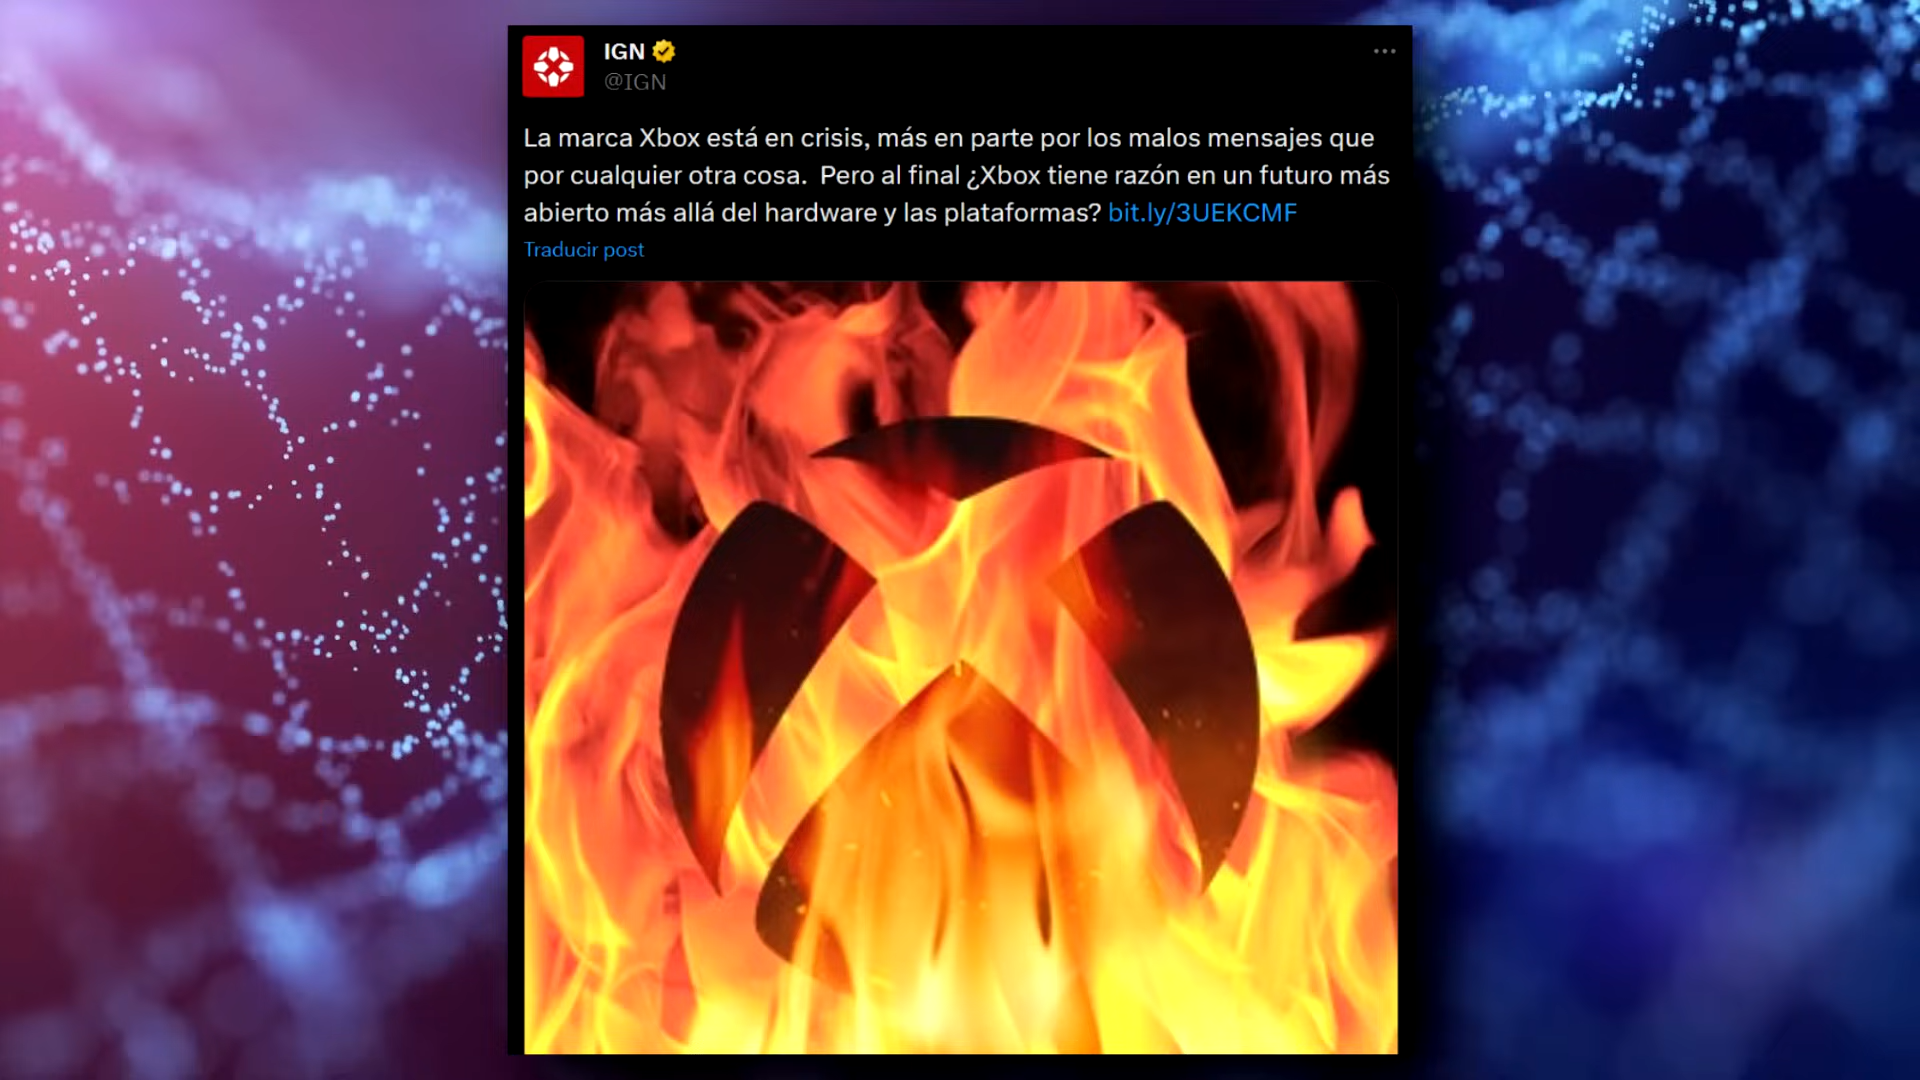 IGN
@IGN
La marca Xbox está en crisis, más en parte por los malos mensajes que
por cualquier otra cosa.  Pero al final ¿Xbox tiene razón en un futuro más
abierto más allá del hardware y las plataformas? bit.ly/3UEKCMF
Traducir post